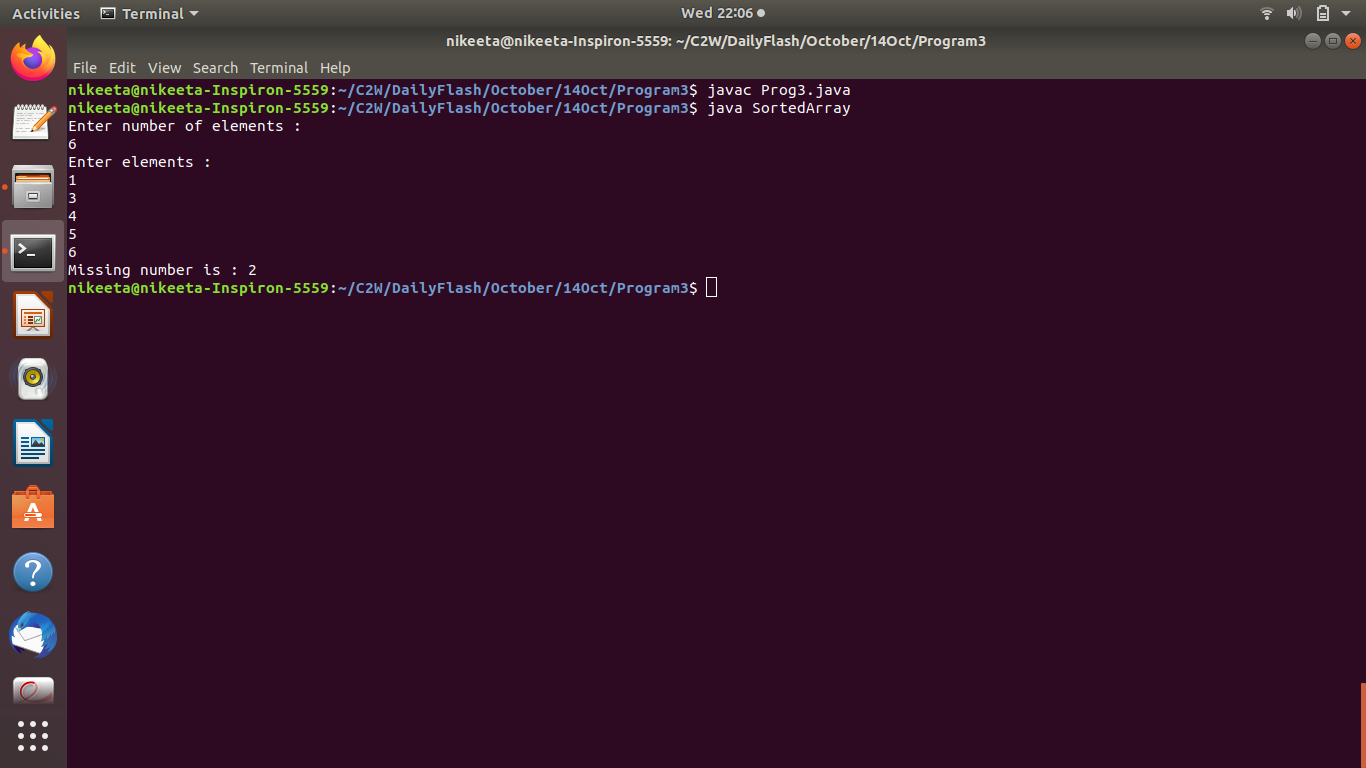 Activities Terminal Wed 22:06
nikeeta@nikeeta-Inspiron-5559: ~/C2W/DailyFlash/October/14Oct/Program3
File Edit View Search Terminal Help
nikeeta@nikeeta-Inspiron-5559:~/C2W/DailyFlash/October/14Oct/Program3$ javac Prog3.java
nikeeta@nikeeta-Inspiron-5559:~/C2W/DailyFlash/October/14Oct/Program3$ java SortedArray
Enter number of elements :
6
Enter elements :
1
3
4
5
6
Missing number is : 2
nikeeta@nikeeta-Inspiron-5559:~/C2W/DailyFlash/October/14Oct/Program3$